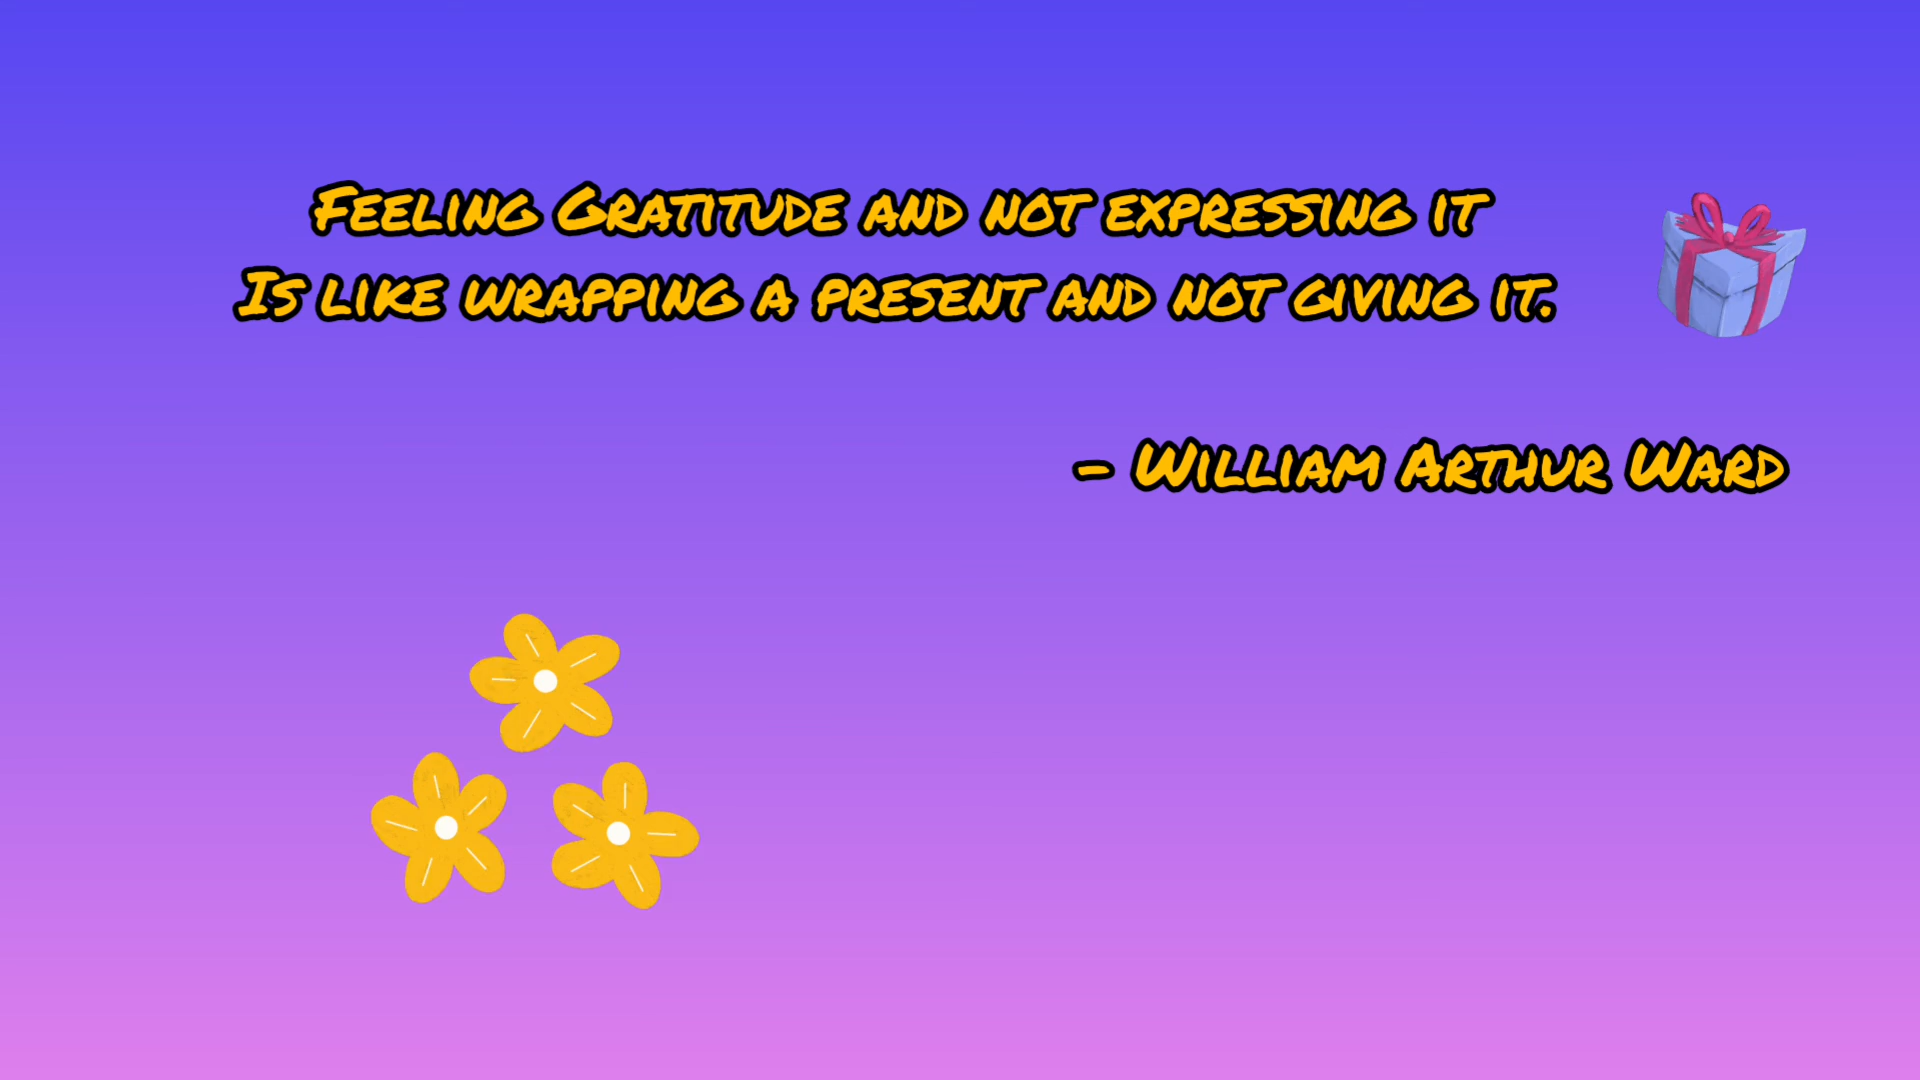 Feeling Gratitude and not expressing it
Is like wrapping a present and not giving it.
- William Arthur Ward